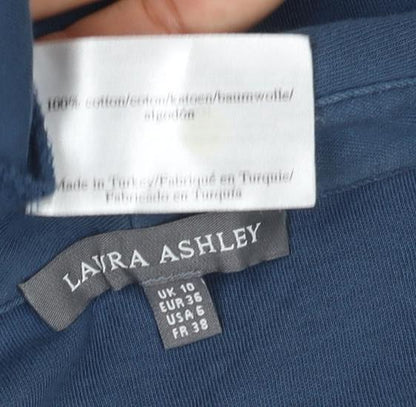 100% cotton/coton/katoen/baumwolle/
algodón
Made in Turkey/Fabriqué en Turquie/
Fabricado en Turquía
LAURA ASHLEY
UK 10
EUR 36
USA 6
FR 38